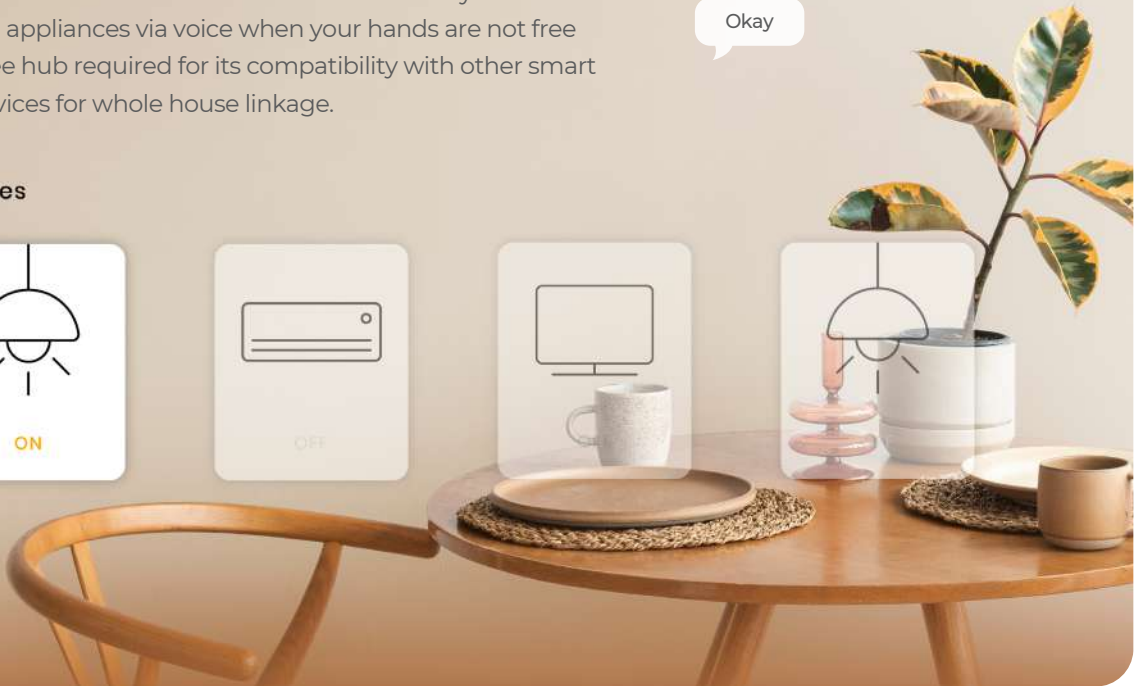 appliances via voice when your hands are not free
e hub required for its compatibility with other smart
vices for whole house linkage.
Okay
es
ON
OFF